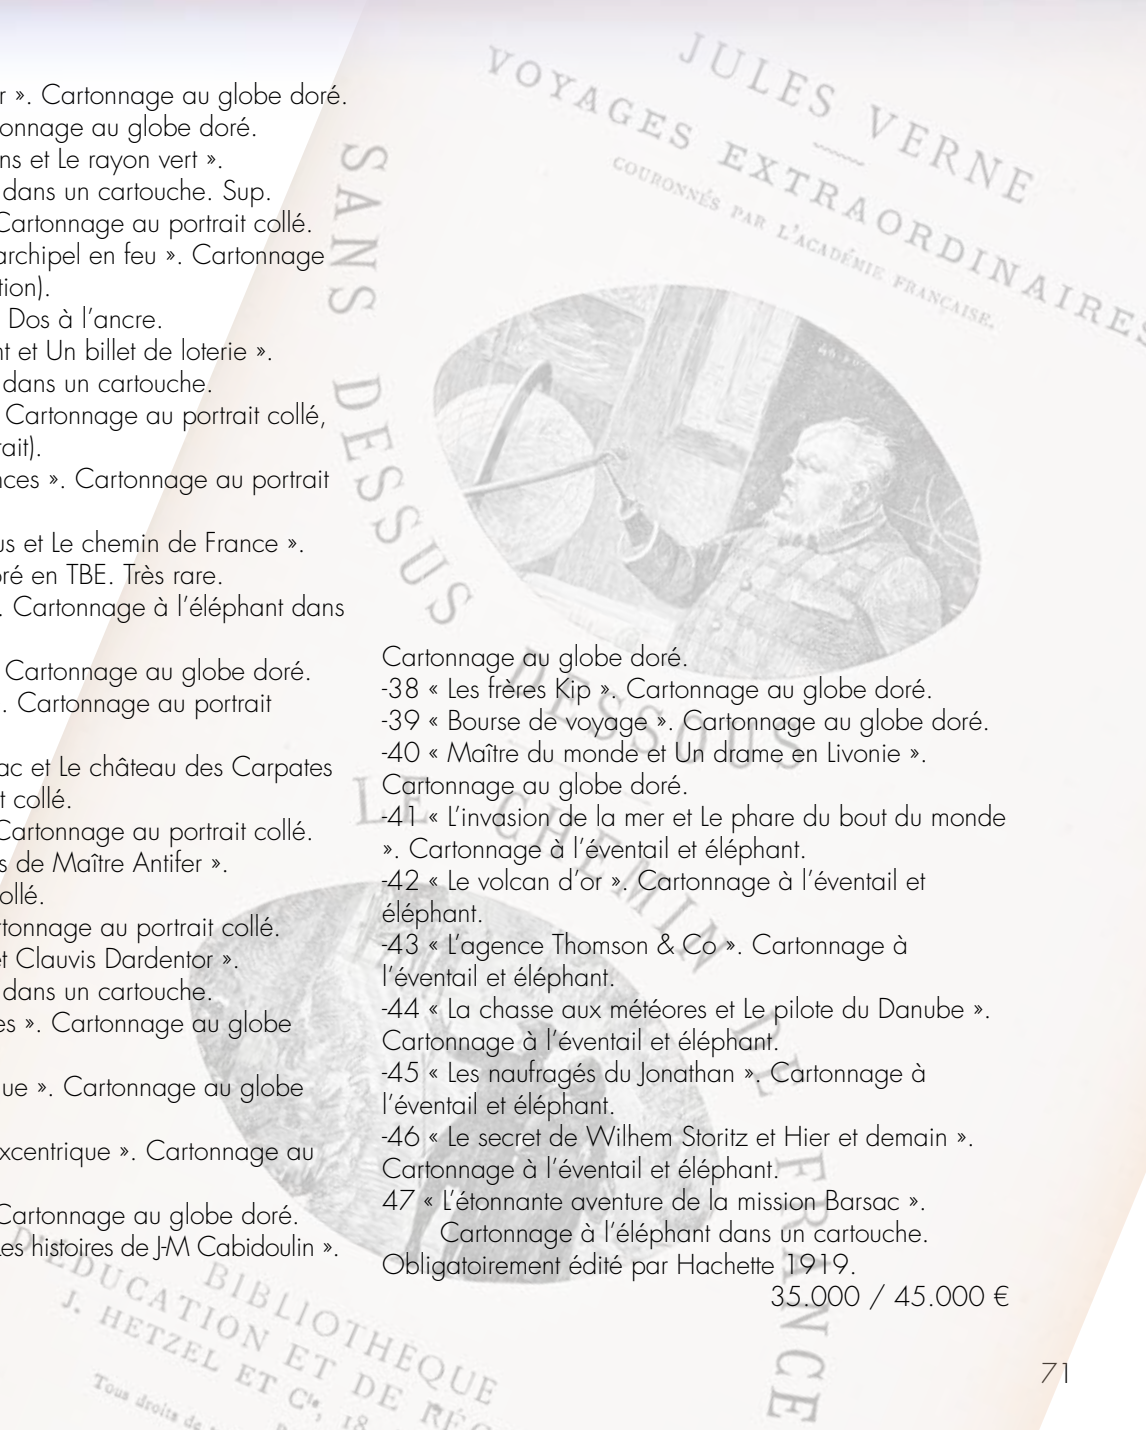 r ». Cartonnage au globe doré.
onnage au globe doré.
ns et Le rayon vert ».
dans un cartouche. Sup.
Cartonnage au portrait collé.
archipel en feu ». Cartonnage
tion).
Dos à l'ancre.
nt et Un billet de loterie ».
dans un cartouche.
Cartonnage au portrait collé,
rait).
nces ». Cartonnage au portrait
us et Le chemin de France ».
oré en TBE. Très rare.
. Cartonnage à l'éléphant dans
Cartonnage au globe doré.
. Cartonnage au portrait
ac et Le château des Carpates
t collé.
Cartonnage au portrait collé.
s de Maître Antifer ».
ollé.
rtonnage au portrait collé.
et Clauvis Dardentor ».
dans un cartouche.
es ». Cartonnage au globe
ue ». Cartonnage au globe
excentrique ». Cartonnage au
Cartonnage au globe doré.
Les histoires de J-M Cabidoulin ».
Cartonnage au globe doré.
-38 « Les frères Kip ». Cartonnage au globe doré.
-39 « Bourse de voyage ». Cartonnage au globe doré.
-40 « Maître du monde et Un drame en Livonie ».
Cartonnage au globe doré.
-41 « L'invasion de la mer et Le phare du bout du monde
». Cartonnage à l'éventail et éléphant.
-42 « Le volcan d'or ». Cartonnage à l'éventail et
éléphant.
-43 « L'agence Thomson & Co ». Cartonnage à
l'éventail et éléphant.
-44 « La chasse aux météores et Le pilote du Danube ».
Cartonnage à l'éventail et éléphant.
-45 « Les naufragés du Jonathan ». Cartonnage à
l'éventail et éléphant.
-46 « Le secret de Wilhem Storitz et Hier et demain ».
Cartonnage à l'éventail et éléphant.
47 « L'étonnante aventure de la mission Barsac ».
Cartonnage à l'éléphant dans un cartouche.
Obligatoirement édité par Hachette 1919.
35.000 / 45.000 €
71
JULES VERNE
VOYAGES EXTRAORDINAIRES
COURONNÉS PAR L'ACADÉMIE FRANÇAISE.
SANS DESSUS
DESSOUS
LE CHEMIN DE FRANCE
BIBLIOTHÈQUE
D'ÉDUCATION ET DE RÉC
J. HETZEL ET Cie, 18
Tous droits de